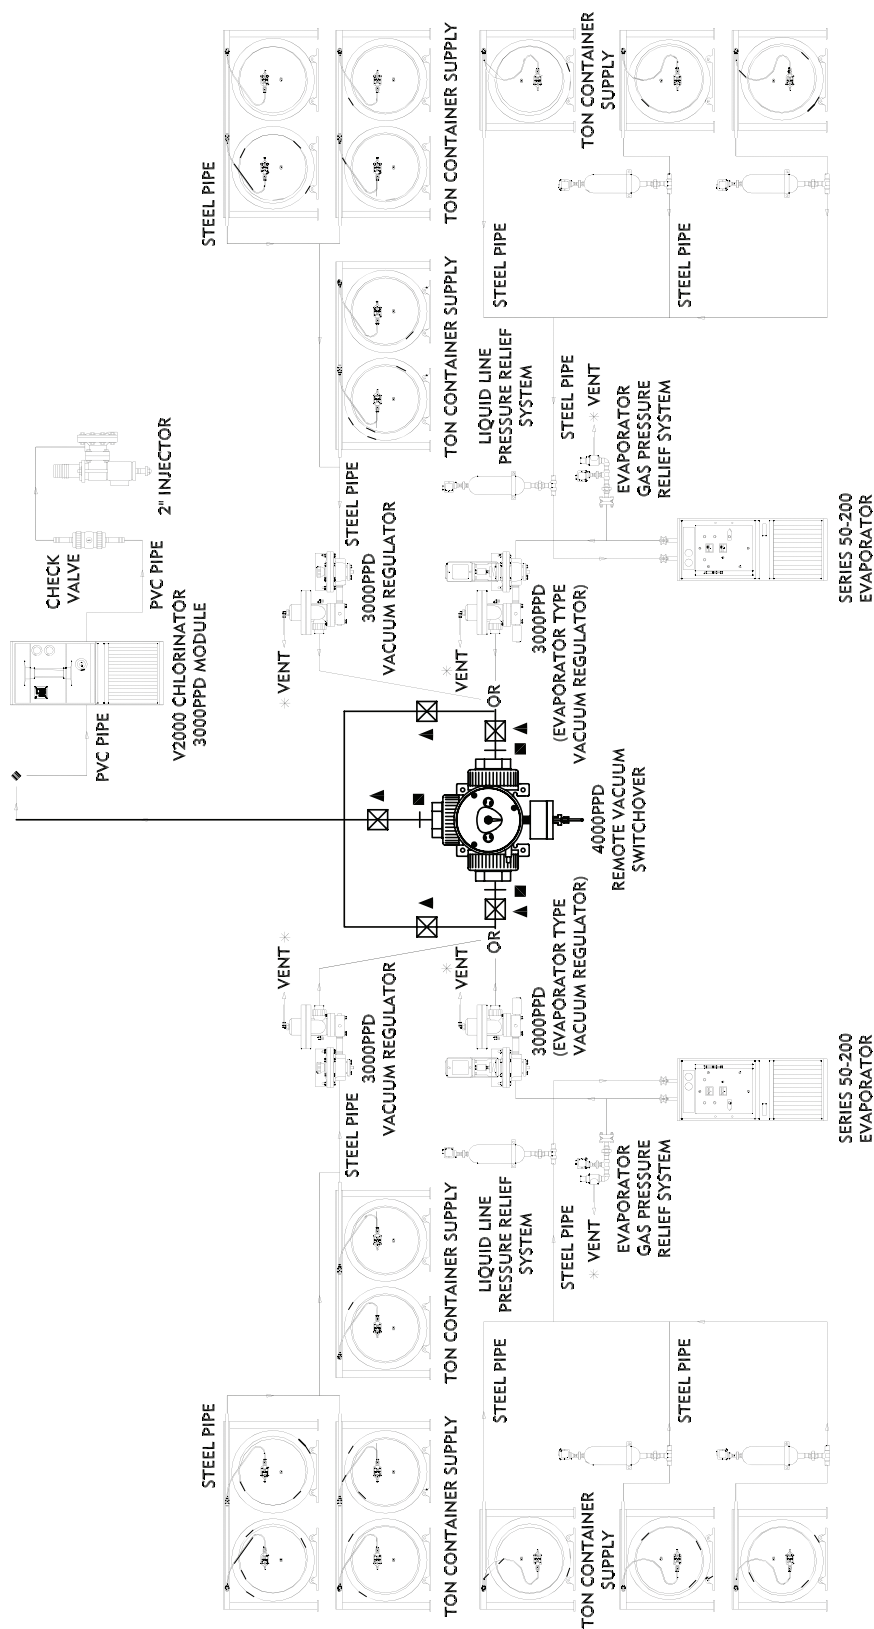 CHECK
VALVE
PVC PIPE
PVC PIPE
2" INJECTOR
V2000 CHLORINATOR
3000PPD MODULE
STEEL PIPE
STEEL PIPE
VENT *
* VENT
STEEL PIPE
STEEL PIPE
3000PPD
VACUUM REGULATOR
3000PPD
VACUUM REGULATOR
TON CONTAINER SUPPLY
TON CONTAINER SUPPLY
VENT *
* VENT
TON CONTAINER SUPPLY
TON CONTAINER SUPPLY
LIQUID LINE
PRESSURE RELIEF
SYSTEM
OR
OR
LIQUID LINE
PRESSURE RELIEF
SYSTEM
STEEL PIPE
STEEL PIPE
3000PPD
(EVAPORATOR TYPE
VACUUM REGULATOR)
3000PPD
(EVAPORATOR TYPE
VACUUM REGULATOR)
STEEL PIPE
STEEL PIPE
TON CONTAINER
SUPPLY
* VENT
4000PPD
REMOTE VACUUM
SWITCHOVER
VENT *
TON CONTAINER
SUPPLY
EVAPORATOR
GAS PRESSURE
RELIEF SYSTEM
EVAPORATOR
GAS PRESSURE
RELIEF SYSTEM
STEEL PIPE
STEEL PIPE
SERIES 50-200
EVAPORATOR
SERIES 50-200
EVAPORATOR